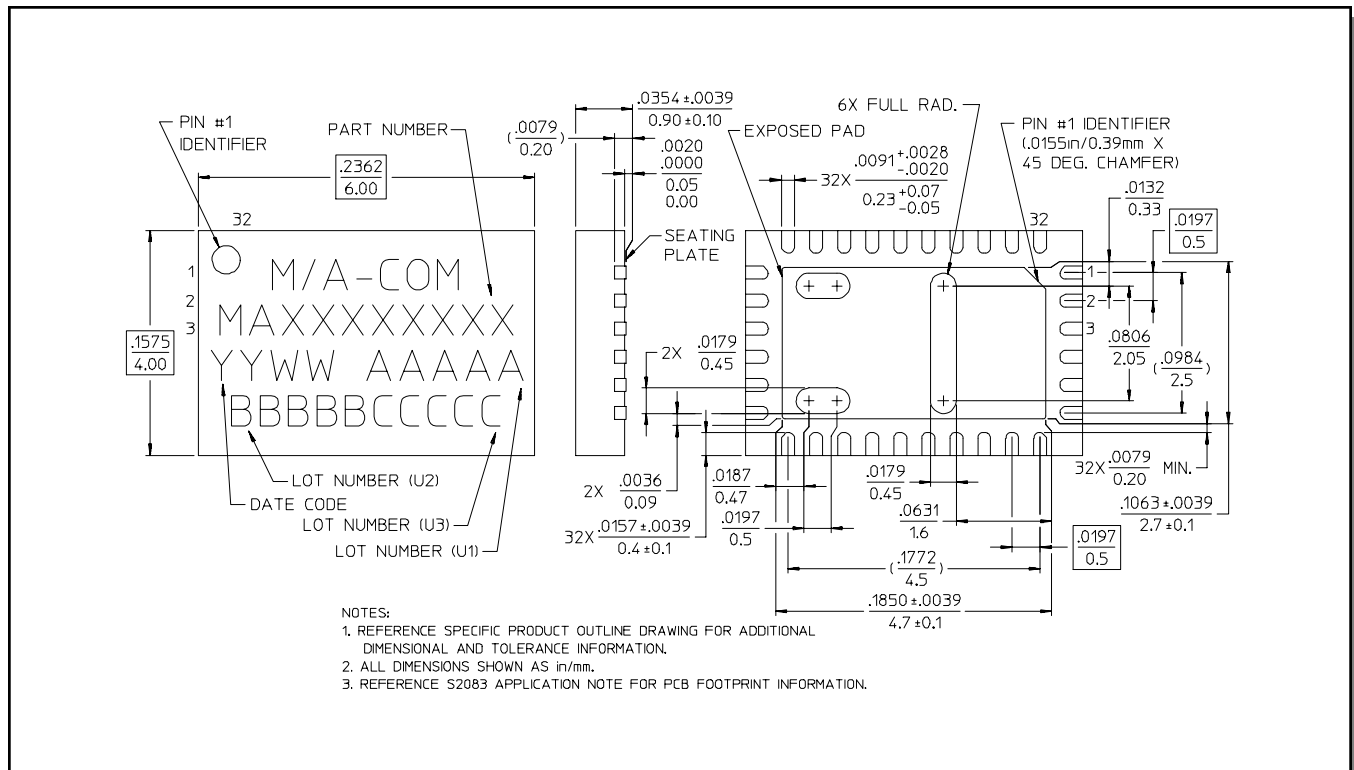 PIN #1
IDENTIFIER
PART NUMBER
.2362
6.00
32
1
2
3
.1575
4.00
M/A-COM
MAXXXXXXXXX
YYWW AAAAA
BBBBBCCCCC
LOT NUMBER (U2)
DATE CODE
LOT NUMBER (U3)
LOT NUMBER (U1)
.0354 ±.0039
0.90 ±0.10
(.0079)
0.20
.0020
.0000
0.05
0.00
SEATING
PLATE
6X FULL RAD.
EXPOSED PAD
32X .0091 +.0028
-.0020
0.23 +0.07
-0.05
PIN #1 IDENTIFIER
(.0155in/0.39mm X
45 DEG. CHAMFER)
32
.0132
0.33
.0197
0.5
1
2
3
.0806
2.05
(.0984)
2.5
2X .0179
0.45
2X .0036
0.09
32X .0157 ±.0039
0.4 ±0.1
.0187
0.47
.0197
0.5
.0179
0.45
.0631
1.6
(.1772)
4.5
.1850 ±.0039
4.7 ±0.1
32X .0079 MIN.
0.20
.1063 ±.0039
2.7 ±0.1
.0197
0.5
NOTES:
1. REFERENCE SPECIFIC PRODUCT OUTLINE DRAWING FOR ADDITIONAL
DIMENSIONAL AND TOLERANCE INFORMATION.
2. ALL DIMENSIONS SHOWN AS in/mm.
3. REFERENCE S2083 APPLICATION NOTE FOR PCB FOOTPRINT INFORMATION.